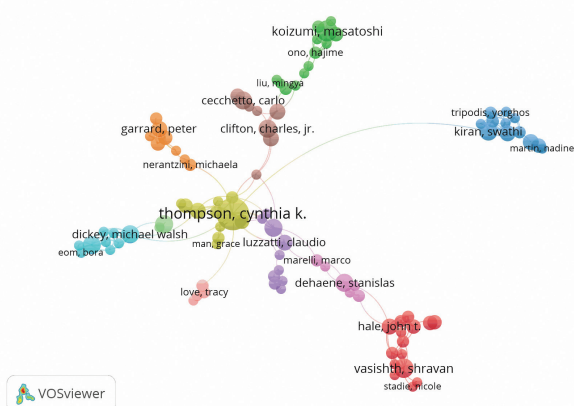 koizumi, masatoshi
ono, hajime
liu, mingya
cecchetto, carlo
tripodis, yorghos
garrard, peter
clifton, charles, jr.
kiran, swathi
martin, nadine
nerantzini, michaela
thompson, cynthia k.
dickey, michael walsh
man, grace
luzzatti, claudio
eom, bora
marelli, marco
love, tracy
dehaene, stanislas
hale, john t.
vasishth, shravan
stadie, nicole
VOSviewer